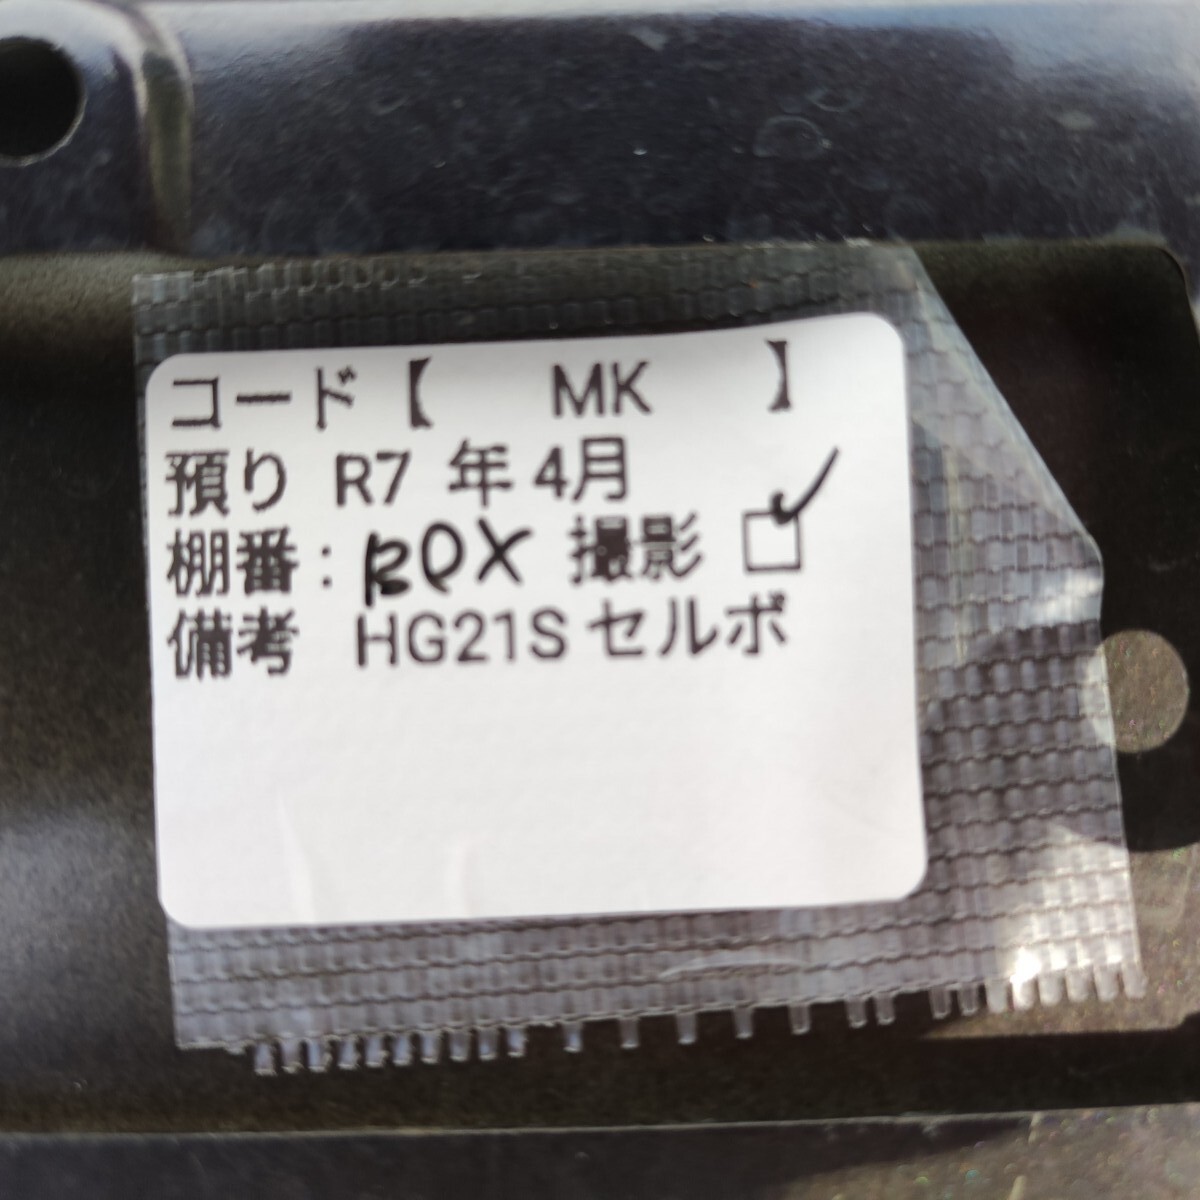 コード【 MK 】
預り R7 年 4月
棚番：BOX 撮影 ☑
備考 HG21S セルボ